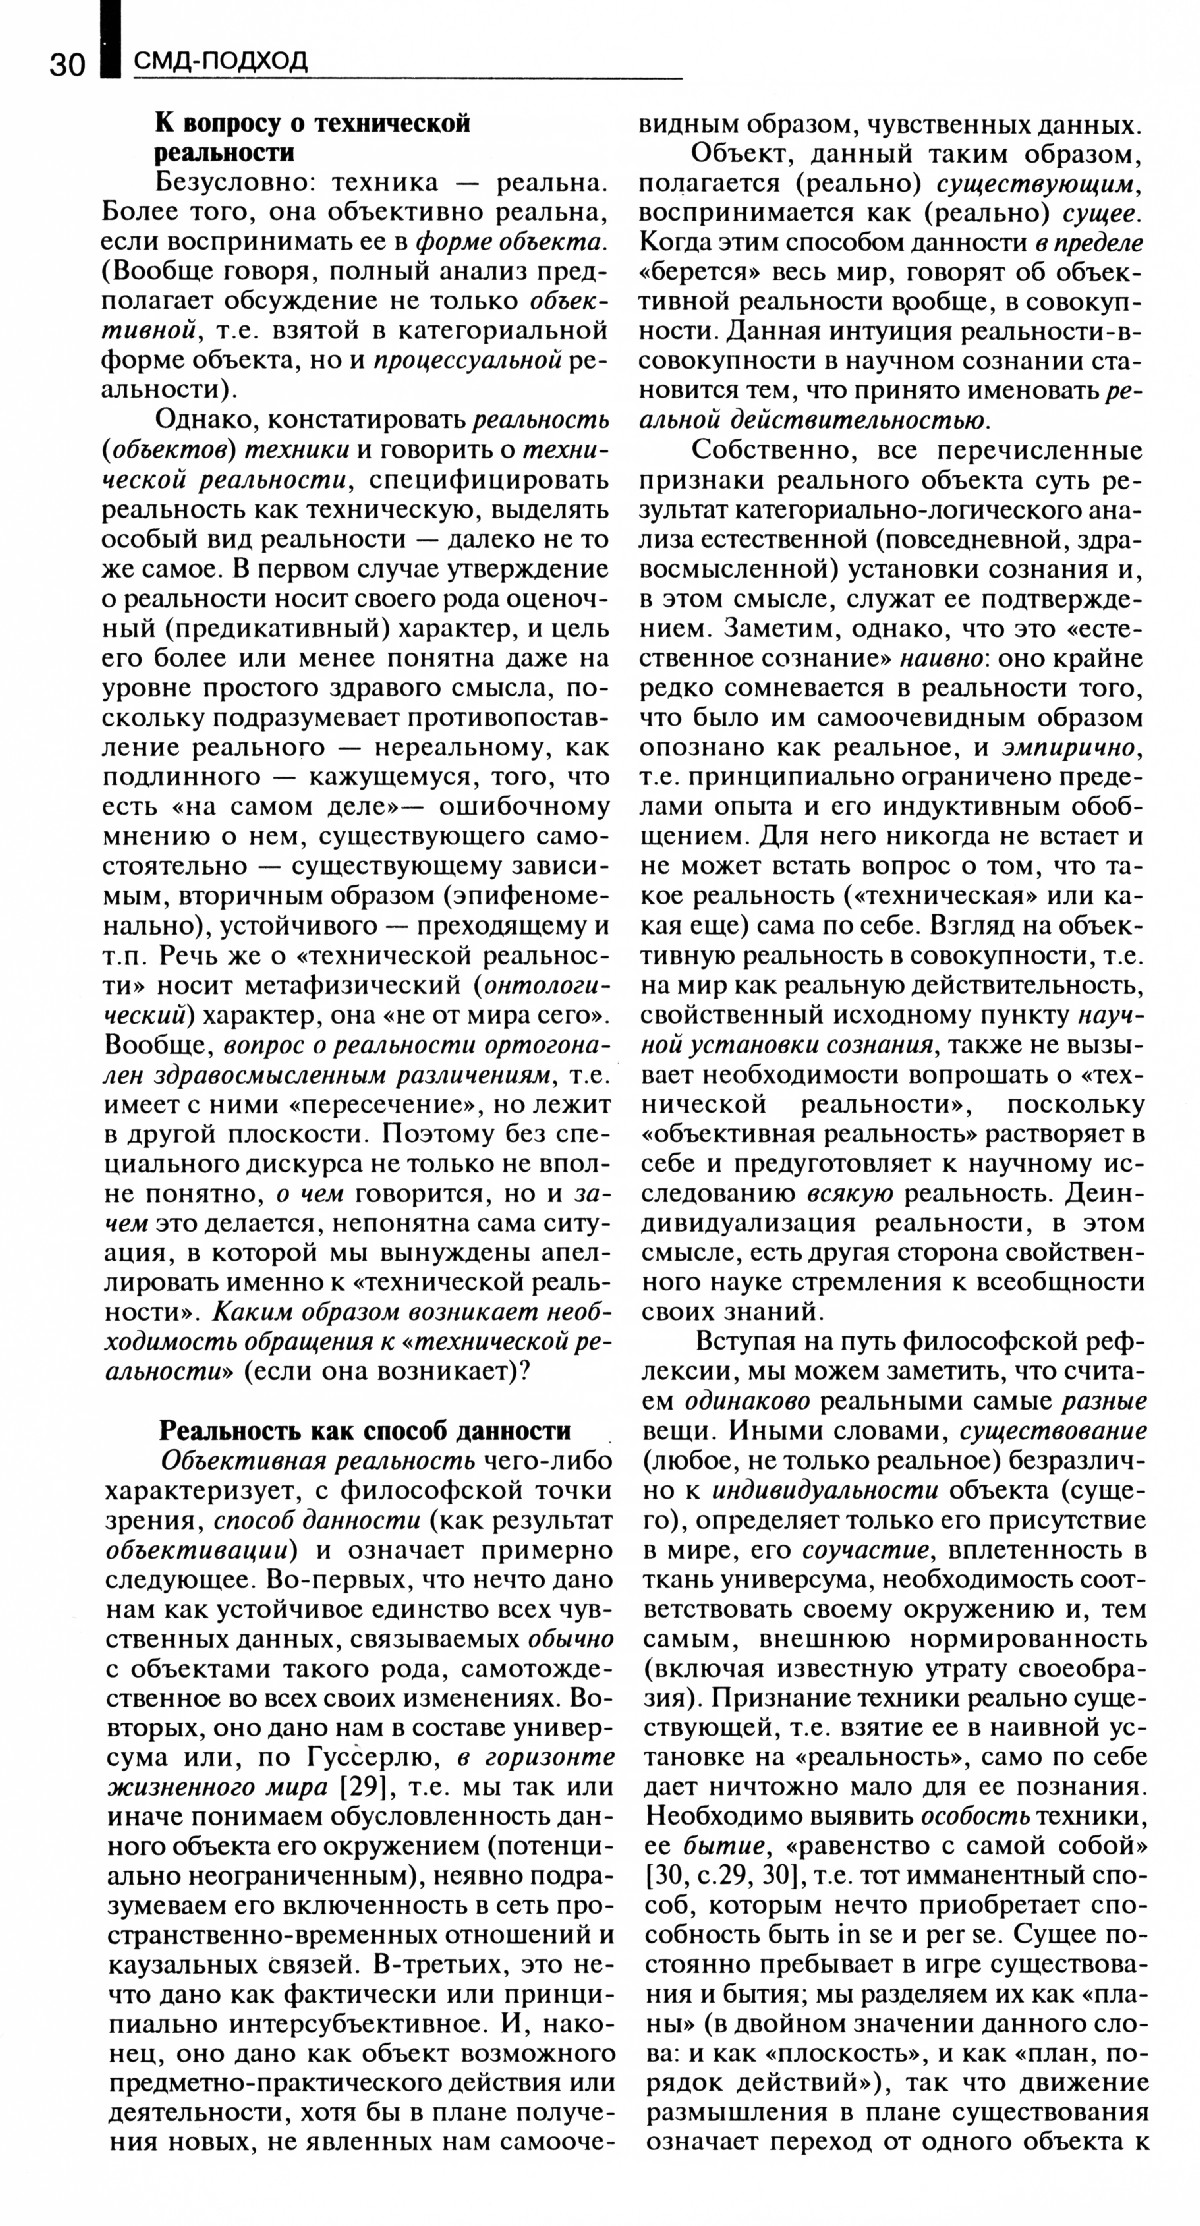 30
СМД-ПОДХОД
К вопросу о технической
реальности
Безусловно: техника — реальна.
Более того, она объективно реальна,
если воспринимать ее в форме объекта.
(Вообще говоря, полный анализ пред-
полагает обсуждение не только объек-
тивной, т.е. взятой в категориальной
форме объекта, но и процессуальной ре-
альности).
Однако, констатировать реальность
(объектов) техники и говорить о техни-
ческой реальности, специфицировать
реальность как техническую, выделять
особый вид реальности — далеко не то
же самое. В первом случае утверждение
о реальности носит своего рода оценоч-
ный (предикативный) характер, и цель
его более или менее понятна даже на
уровне простого здравого смысла, по-
скольку подразумевает противопостав-
ление реального — нереальному, как
подлинного — кажущемуся, того, что
есть «на самом деле»— ошибочному
мнению о нем, существующего само-
стоятельно — существующему зависи-
мым, вторичным образом (эпифеноме-
нально), устойчивого — преходящему и
т.п. Речь же о «технической реальнос-
ти» носит метафизический (онтологи-
ческий) характер, она «не от мира сего».
Вообще, вопрос о реальности ортогона-
лен здравосмысленным различениям, т.е.
имеет с ними «пересечение», но лежит
в другой плоскости. Поэтому без спе-
циального дискурса не только не впол-
не понятно, о чем говорится, но и за-
чем это делается, непонятна сама ситу-
ация, в которой мы вынуждены апел-
лировать именно к «технической реаль-
ности». Каким образом возникает необ-
ходимость обращения к «технической ре-
альности» (если она возникает)?
Реальность как способ данности
Объективная реальность чего-либо
характеризует, с философской точки
зрения, способ данности (как результат
объективации) и означает примерно
следующее. Во-первых, что нечто дано
нам как устойчивое единство всех чув-
ственных данных, связываемых обычно
с объектами такого рода, самотожде-
ственное во всех своих изменениях. Во-
вторых, оно дано нам в составе универ-
сума или, по Гуссерлю, в горизонте
жизненного мира [29], т.е. мы так или
иначе понимаем обусловленность дан-
ного объекта его окружением (потенци-
ально неограниченным), неявно подра-
зумеваем его включенность в сеть про-
странственно-временных отношений и
каузальных связей. В-третьих, это не-
что дано как фактически или принци-
пиально интерсубъективное. И, нако-
нец, оно дано как объект возможного
предметно-практического действия или
деятельности, хотя бы в плане получе-
ния новых, не явленных нам самооче-
видным образом, чувственных данных.
Объект, данный таким образом,
полагается (реально) существующим,
воспринимается как (реально) сущее.
Когда этим способом данности в пределе
«берется» весь мир, говорят об объек-
тивной реальности вообще, в совокуп-
ности. Данная интуиция реальности-в-
совокупности в научном сознании ста-
новится тем, что принято именовать ре-
альной действительностью.
Собственно, все перечисленные
признаки реального объекта суть ре-
зультат категориально-логического ана-
лиза естественной (повседневной, здра-
восмысленной) установки сознания и,
в этом смысле, служат ее подтвержде-
нием. Заметим, однако, что это «есте-
ственное сознание» наивно: оно крайне
редко сомневается в реальности того,
что было им самоочевидным образом
опознано как реальное, и эмпирично,
т.е. принципиально ограничено преде-
лами опыта и его индуктивным обоб-
щением. Для него никогда не встает и
не может встать вопрос о том, что та-
кое реальность («техническая» или ка-
кая еще) сама по себе. Взгляд на объек-
тивную реальность в совокупности, т.е.
на мир как реальную действительность,
свойственный исходному пункту науч-
ной установки сознания, также не вызы-
вает необходимости вопрошать о «тех-
нической реальности», поскольку
«объективная реальность» растворяет в
себе и предуготовляет к научному ис-
следованию всякую реальность. Деин-
дивидуализация реальности, в этом
смысле, есть другая сторона свойствен-
ного науке стремления к всеобщности
своих знаний.
Вступая на путь философской реф-
лексии, мы можем заметить, что счита-
ем одинаково реальными самые разные
вещи. Иными словами, существование
(любое, не только реальное) безразлич-
но к индивидуальности объекта (суще-
го), определяет только его присутствие
в мире, его соучастие, вплетенность в
ткань универсума, необходимость соот-
ветствовать своему окружению и, тем
самым, внешнюю нормированность
(включая известную утрату своеобра-
зия). Признание техники реально суще-
ствующей, т.е. взятие ее в наивной ус-
тановке на «реальность», само по себе
дает ничтожно мало для ее познания.
Необходимо выявить особость техники,
ее бытие, «равенство с самой собой»
[30, с.29, 30], т.е. тот имманентный спо-
соб, которым нечто приобретает спо-
собность быть in se и per se. Сущее по-
стоянно пребывает в игре существова-
ния и бытия; мы разделяем их как «пла-
ны» (в двойном значении данного сло-
ва: и как «плоскость», и как «план, по-
рядок действий»), так что движение
размышления в плане существования
означает переход от одного объекта к